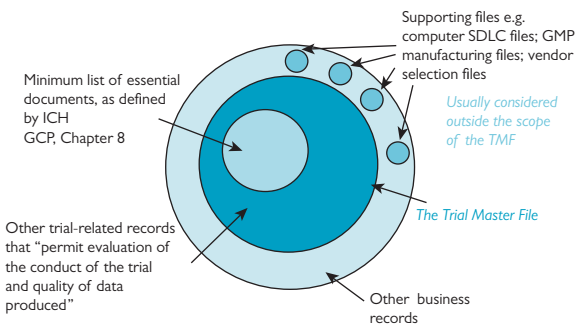 Supporting files e.g.
computer SDLC files; GMP
manufacturing files; vendor
selection files
Usually considered
outside the scope
of the TMF
Minimum list of essential
documents, as defined
by ICH
GCP, Chapter 8
The Trial Master File
Other trial-related records
that “permit evaluation of
the conduct of the trial
and quality of data
produced”
Other business
records